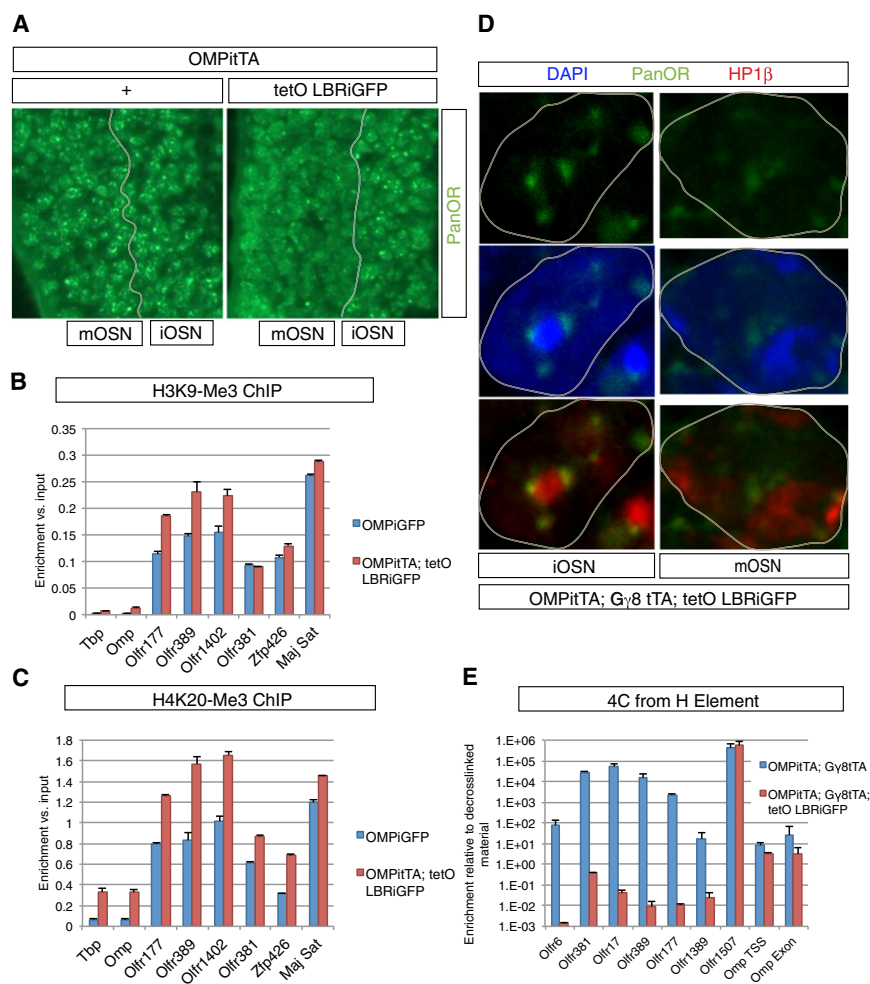 A
OMPitTA
+
tetO LBRiGFP
PanOR
mOSN
iOSN
mOSN
iOSN
B
H3K9-Me3 ChIP
Enrichment vs. input
0.35
0.3
0.25
0.2
0.15
0.1
0.05
0
Tbp
Omp
Olfr177
Olfr389
Olfr1402
Olfr381
Zfp426
Maj Sat
OMPiGFP
OMPitTA; tetO
LBRiGFP
C
H4K20-Me3 ChIP
Enrichment vs. input
1.8
1.6
1.4
1.2
1
0.8
0.6
0.4
0.2
0
Tbp
Omp
Olfr177
Olfr389
Olfr1402
Olfr381
Zfp426
Maj Sat
OMPiGFP
OMPitTA; tetO
LBRiGFP
D
DAPI PanOR HP1β
iOSN
mOSN
OMPitTA; Gγ8 tTA; tetO LBRiGFP
E
4C from H Element
Enrichment relative to decrosslinked
material
1.E+06
1.E+05
1.E+04
1.E+03
1.E+02
1.E+01
1.E+00
1.E-01
1.E-02
1.E-03
Olfr6
Olfr381
Olfr17
Olfr389
Olfr177
Olfr1389
Olfr1507
Omp TSS
Omp Exon
OMPitTA; Gγ8tTA
OMPitTA; Gγ8tTA;
tetO LBRiGFP